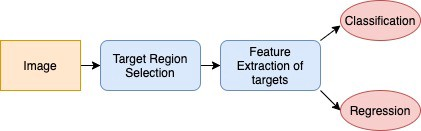 Image
Target Region
Selection
Feature
Extraction of
targets
Classification
Regression